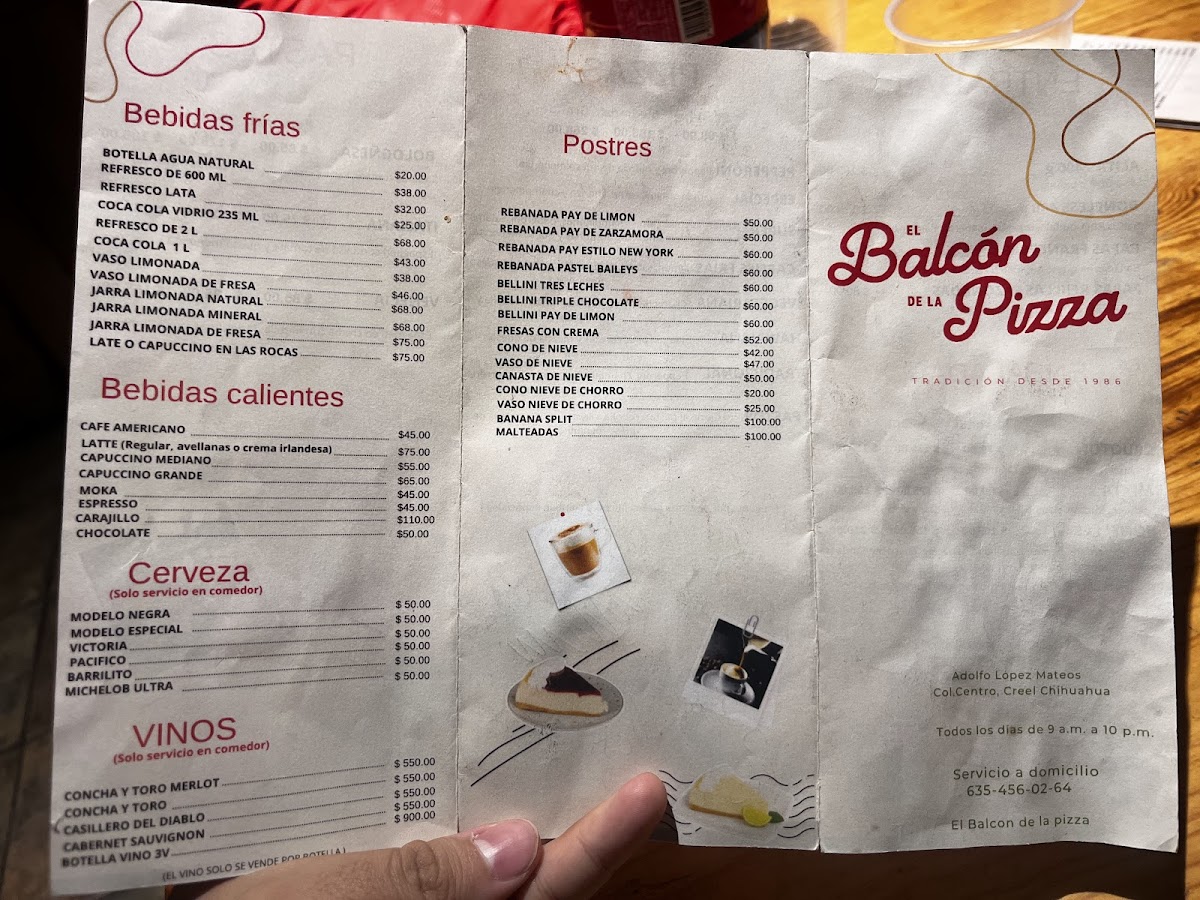 Bebidas frías
BOTELLA AGUA NATURAL $20.00
REFRESCO DE 600 ML $38.00
REFRESCO LATA $32.00
COCA COLA VIDRIO 235 ML $25.00
REFRESCO DE 2 L $68.00
COCA COLA 1 L $43.00
VASO LIMONADA $38.00
VASO LIMONADA DE FRESA $46.00
JARRA LIMONADA NATURAL $68.00
JARRA LIMONADA MINERAL $68.00
JARRA LIMONADA DE FRESA $75.00
LATE O CAPUCCINO EN LAS ROCAS $75.00
Bebidas calientes
CAFE AMERICANO $45.00
LATTE (Regular, avellanas o crema irlandesa) $75.00
CAPUCCINO MEDIANO $55.00
CAPUCCINO GRANDE $65.00
MOKA $45.00
ESPRESSO $45.00
CARAJILLO $110.00
CHOCOLATE $50.00
Cerveza
(Solo servicio en comedor)
MODELO NEGRA $ 50.00
MODELO ESPECIAL $ 50.00
VICTORIA $ 50.00
PACIFICO $ 50.00
BARRILITO $ 50.00
MICHELOB ULTRA $ 50.00
VINOS
(Solo servicio en comedor)
CONCHA Y TORO MERLOT $ 550.00
CONCHA Y TORO $ 550.00
CASILLERO DEL DIABLO $ 550.00
CABERNET SAUVIGNON $ 550.00
BOTELLA VINO 3V $ 900.00
(EL VINO SOLO SE VENDE POR BOTELLA )
Postres
REBANADA PAY DE LIMON $50.00
REBANADA PAY DE ZARZAMORA $50.00
REBANADA PAY ESTILO NEW YORK $60.00
REBANADA PASTEL BAILEYS $60.00
BELLINI TRES LECHES $60.00
BELLINI TRIPLE CHOCOLATE $60.00
BELLINI PAY DE LIMON $60.00
FRESAS CON CREMA $52.00
CONO DE NIEVE $42.00
VASO DE NIEVE $47.00
CANASTA DE NIEVE $50.00
CONO NIEVE DE CHORRO $20.00
VASO NIEVE DE CHORRO $25.00
BANANA SPLIT $100.00
MALTEADAS $100.00
EL
Balcón
DE LA
Pizza
TRADICIÓN DESDE 1986
Adolfo López Mateos
Col.Centro, Creel Chihuahua
Todos los dias de 9 a.m. a 10 p.m.
Servicio a domicilio
635-456-02-64
El Balcon de la pizza